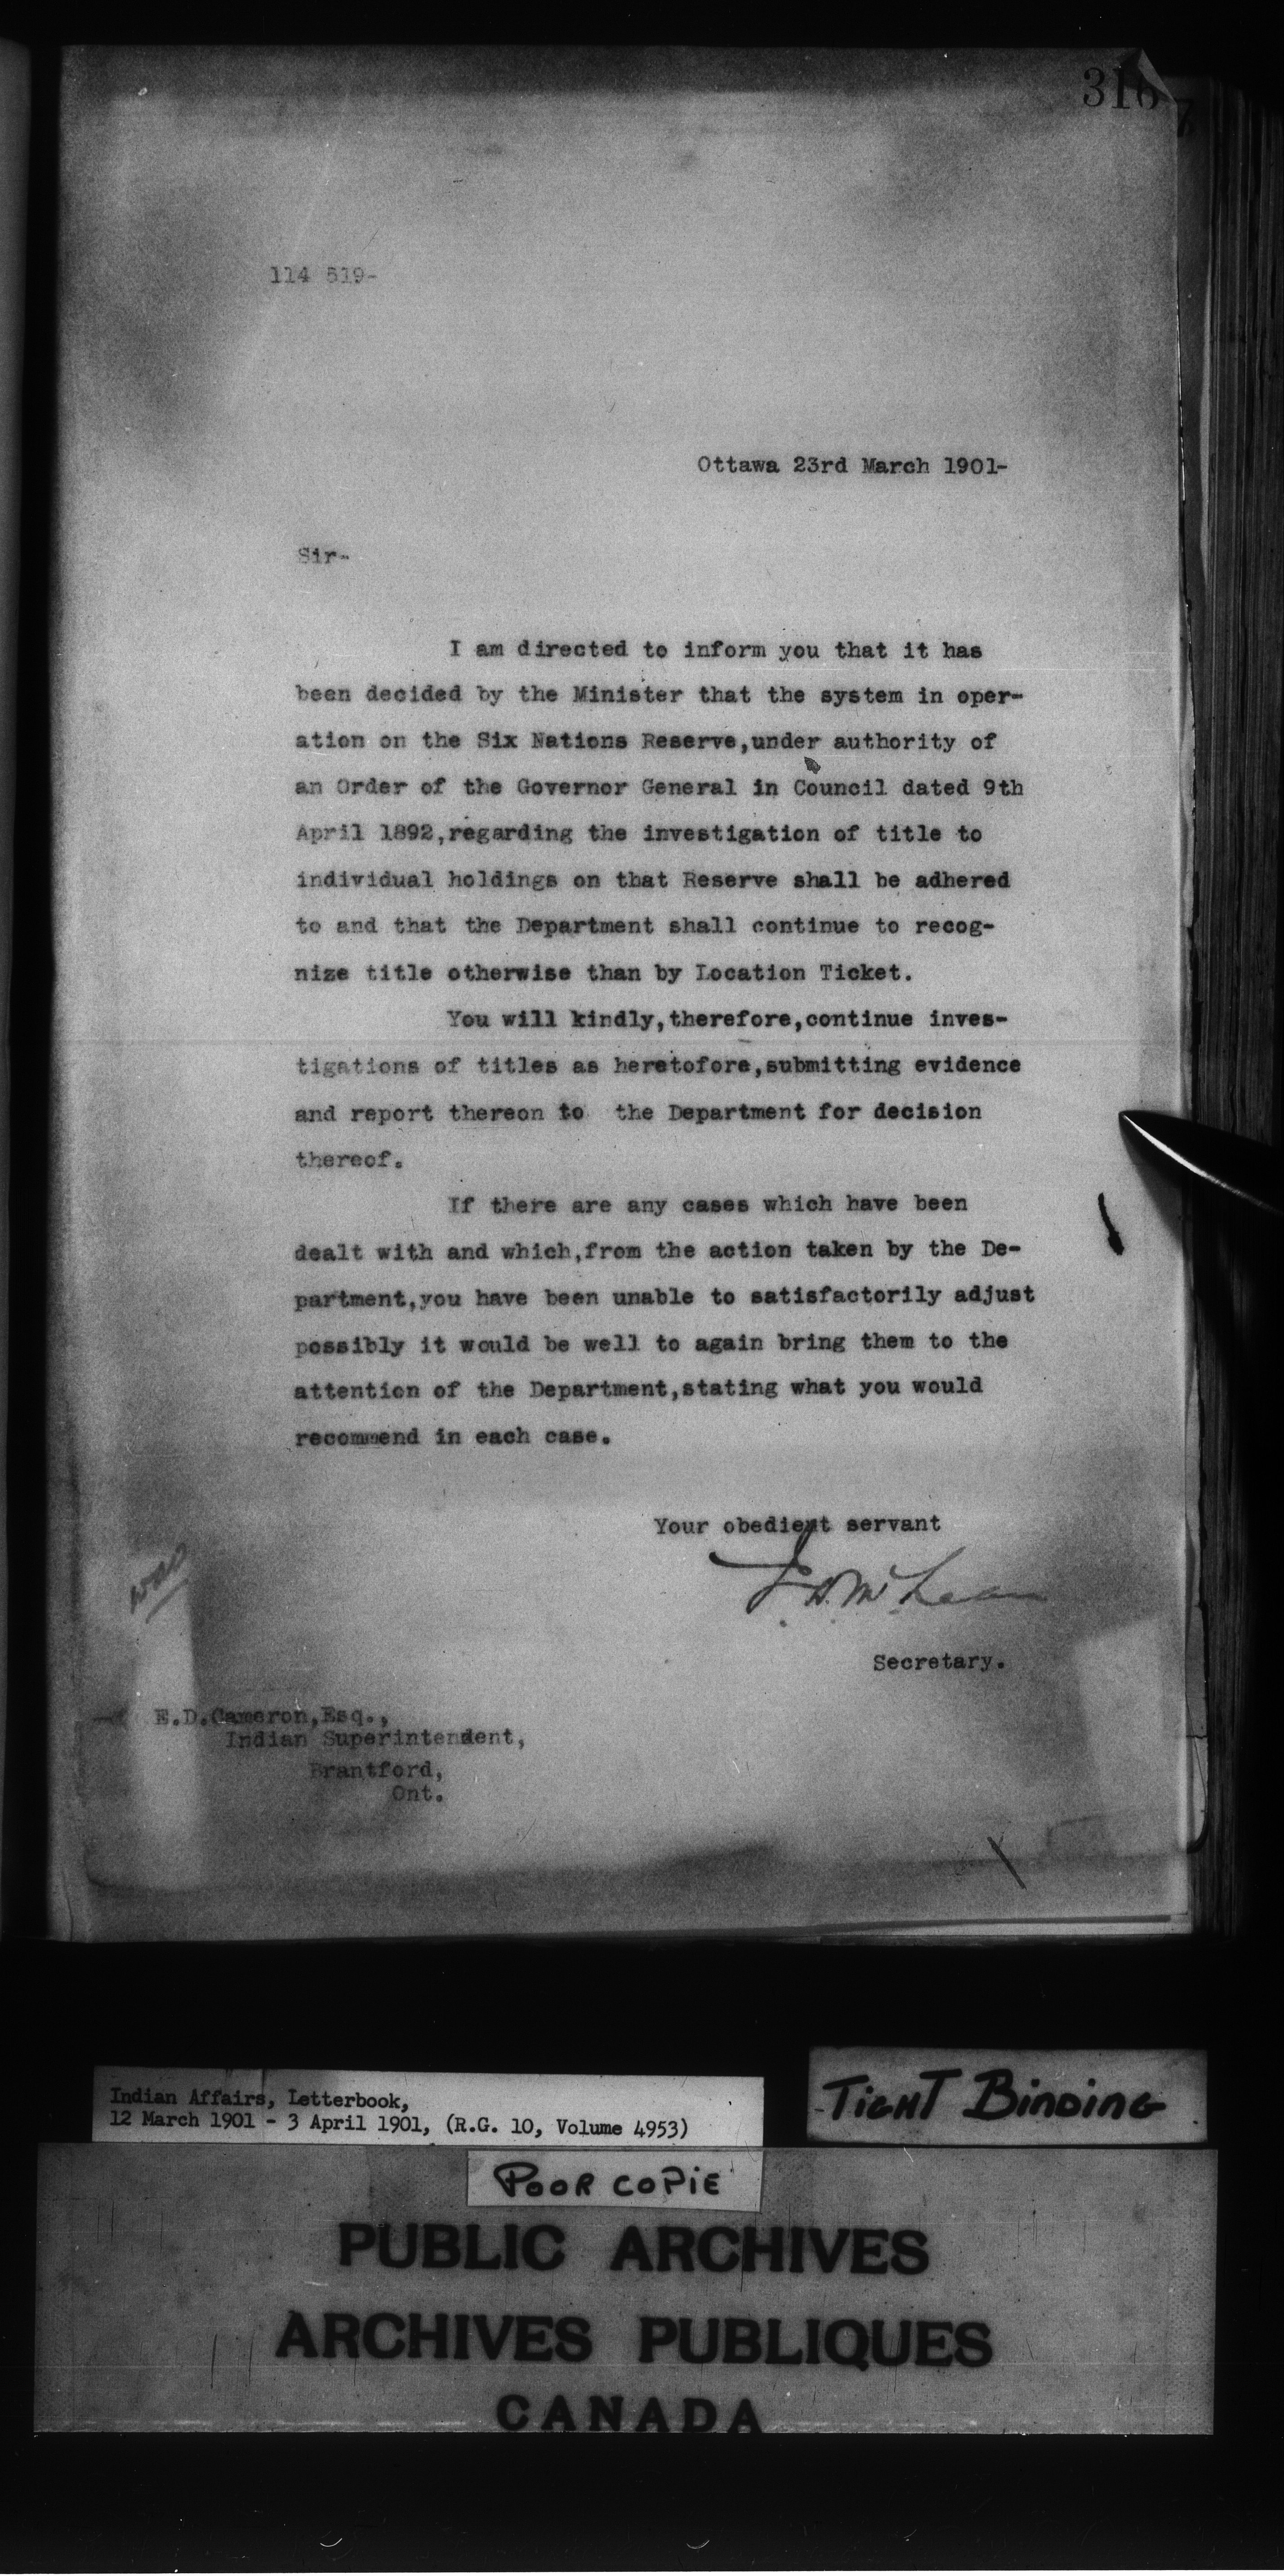 316
114 519-
Ottawa 23rd March 1901-
Sir-
I am directed to inform you that it has
been decided by the Minister that the system in oper-
ation on the Six Nations Reserve,under authority of
an Order of the Governor General in Council dated 9th
April 1892,regarding the investigation of title to
individual holdings on that Reserve shall be adhered
to and that the Department shall continue to recog-
nize title otherwise than by Location Ticket.
You will kindly,therefore,continue inves-
tigations of titles as heretofore,submitting evidence
and report thereon to the Department for decision
thereof.
If there are any cases which have been
dealt with and which,from the action taken by the De-
partment,you have been unable to satisfactorily adjust
possibly it would be well to again bring them to the
attention of the Department,stating what you would
recommend in each case.
Your obedient servant
J.D. McLean
Secretary.
E.D.Cameron,Esq.,
Indian Superintendent,
Brantford,
Ont.
Indian Affairs, Letterbook,
12 March 1901 - 3 April 1901, (R.G. 10, Volume 4953)
TIGHT BINDING
POOR COPIE
PUBLIC ARCHIVES
ARCHIVES PUBLIQUES
CANADA